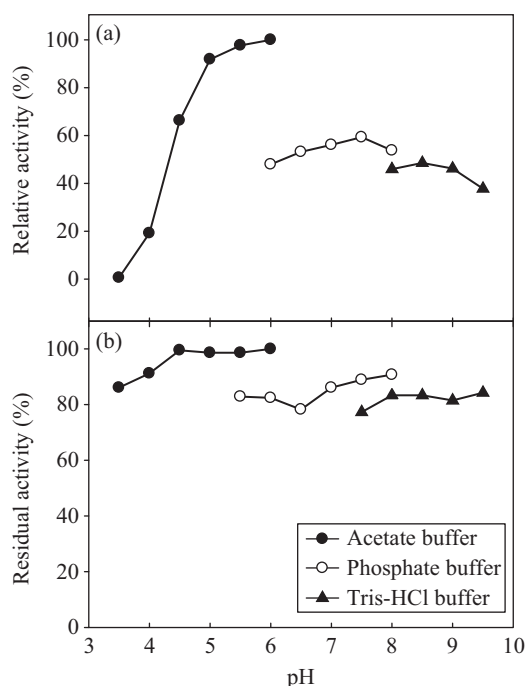 (a)
Relative activity (%)
100
80
60
40
20
0
(b)
Residual activity (%)
100
80
60
40
20
0
Acetate buffer
Phosphate buffer
Tris-HCl buffer
3 4 5 6 7 8 9 10
pH